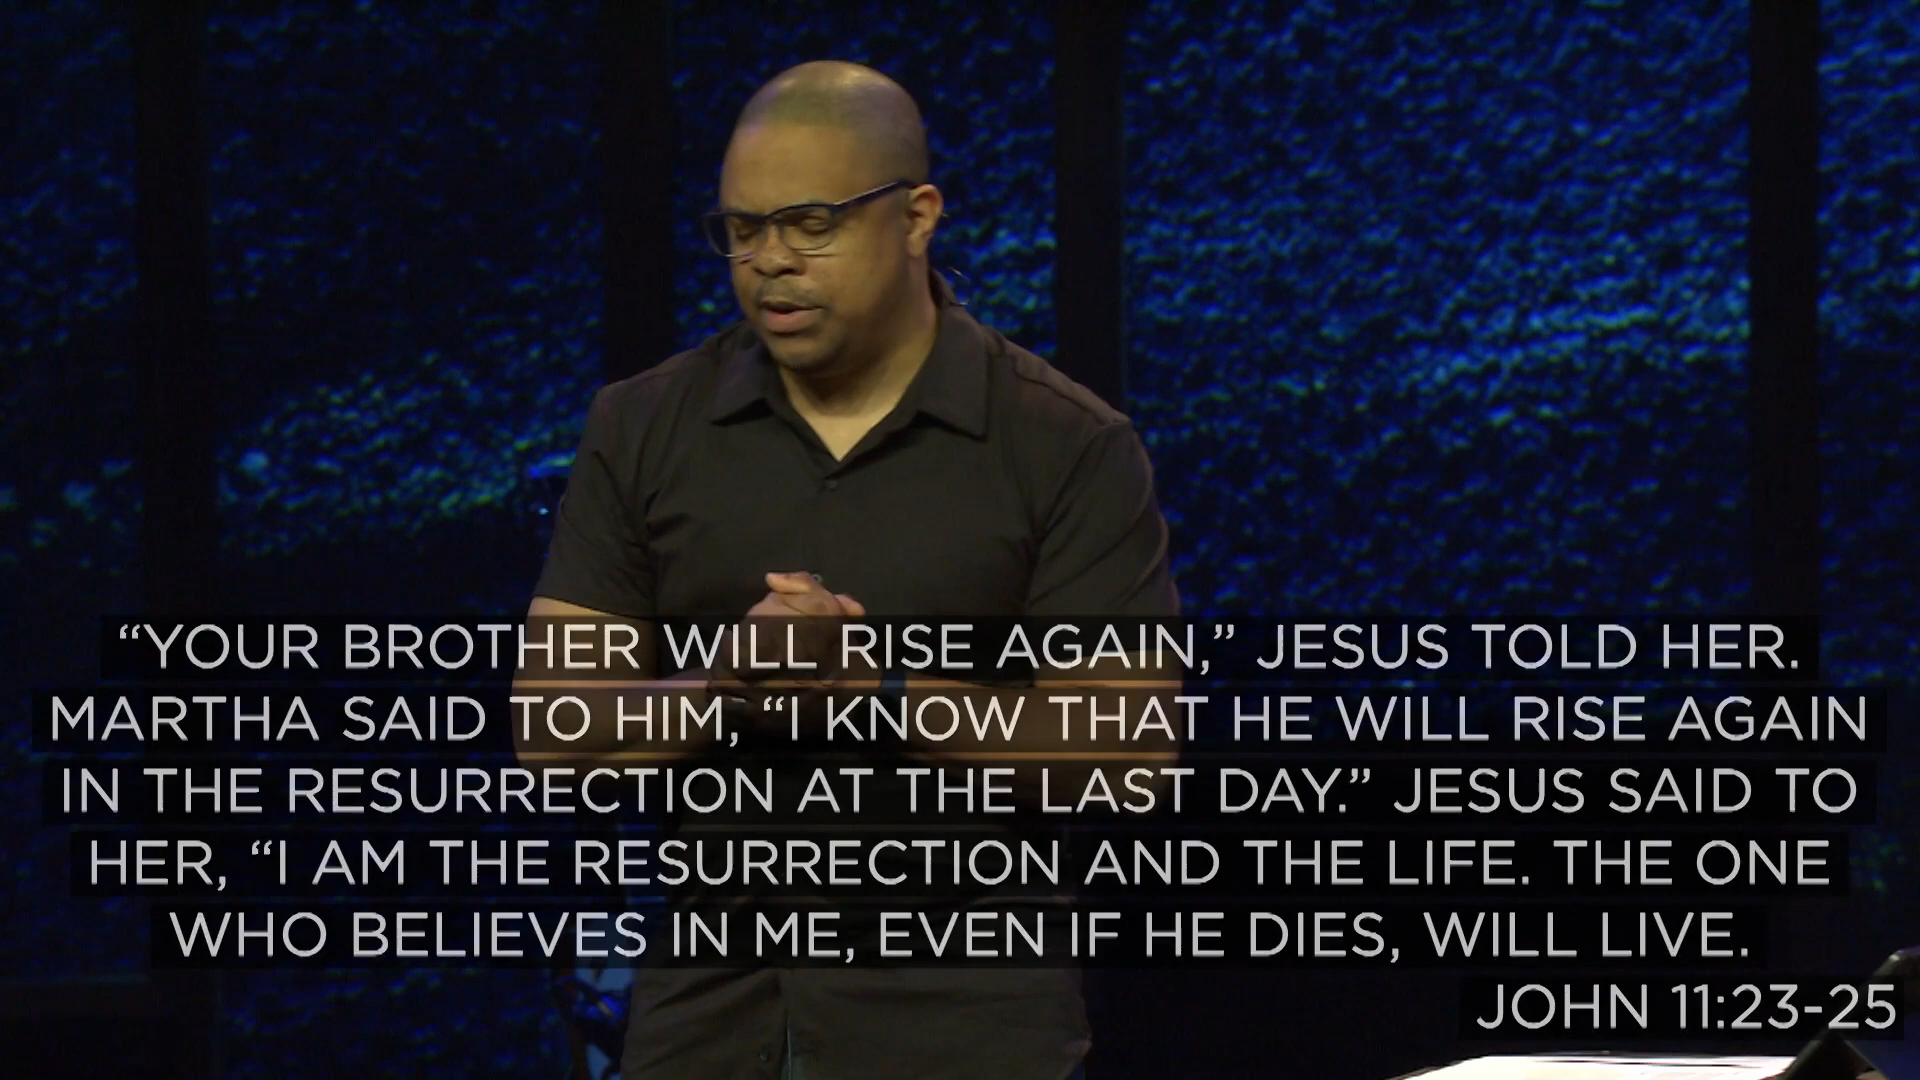 “YOUR BROTHER WILL RISE AGAIN,” JESUS TOLD HER.
MARTHA SAID TO HIM, “I KNOW THAT HE WILL RISE AGAIN
IN THE RESURRECTION AT THE LAST DAY.” JESUS SAID TO
HER, “I AM THE RESURRECTION AND THE LIFE. THE ONE
WHO BELIEVES IN ME, EVEN IF HE DIES, WILL LIVE.
JOHN 11:23-25